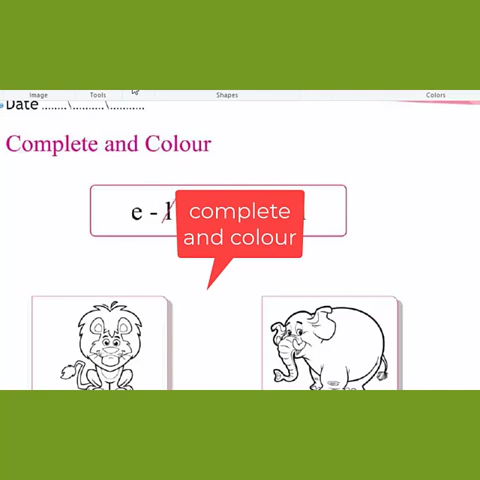 Image Tools Shapes Colors
Date ........\..........\...........
Complete and Colour
e - l
complete
and colour